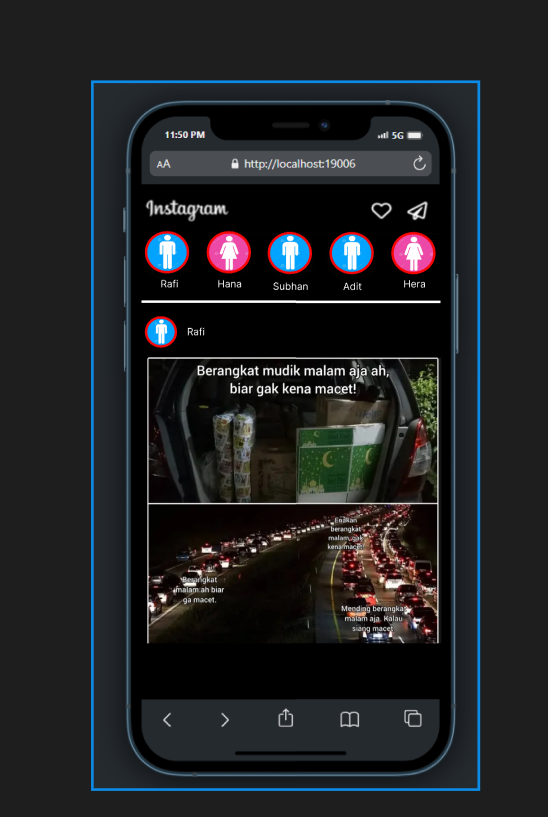 11:50 PM 5G
AA http://localhost:19006
Instagram
Rafi Hana Subhan Adit Hera
Rafi
Berangkat mudik malam aja ah,
biar gak kena macet!
Enakan
berangkat
malam, gak
kena macet.
Berangkat
malam ah biar
ga macet.
Mending berangkat
malam aja. Kalau
siang macet